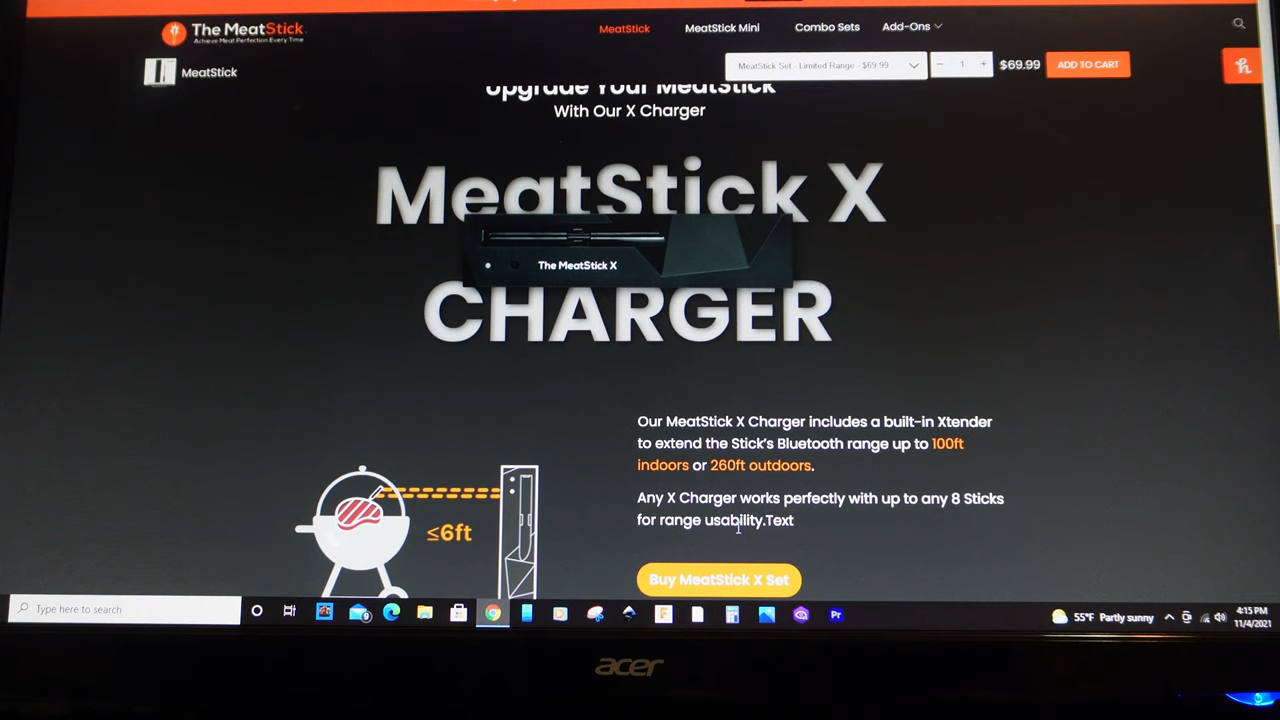 The MeatStick
Achieve Meat Perfection Every Time
MeatStick
MeatStick Mini
Combo Sets
Add-Ons
MeatStick
MeatStick Set - Limited Range - $69.99
1
$69.99
ADD TO CART
Upgrade Your MeatStick
With Our X Charger
MeatStick X
The MeatStick X
CHARGER
Our MeatStick X Charger includes a built-in Xtender
to extend the Stick's Bluetooth range up to 100ft
indoors or 260ft outdoors.
Any X Charger works perfectly with up to any 8 Sticks
for range usability.Text
≤6ft
Buy MeatStick X Set
Type here to search
9
Pr
55°F Partly sunny
4:15 PM
11/4/2021
acer